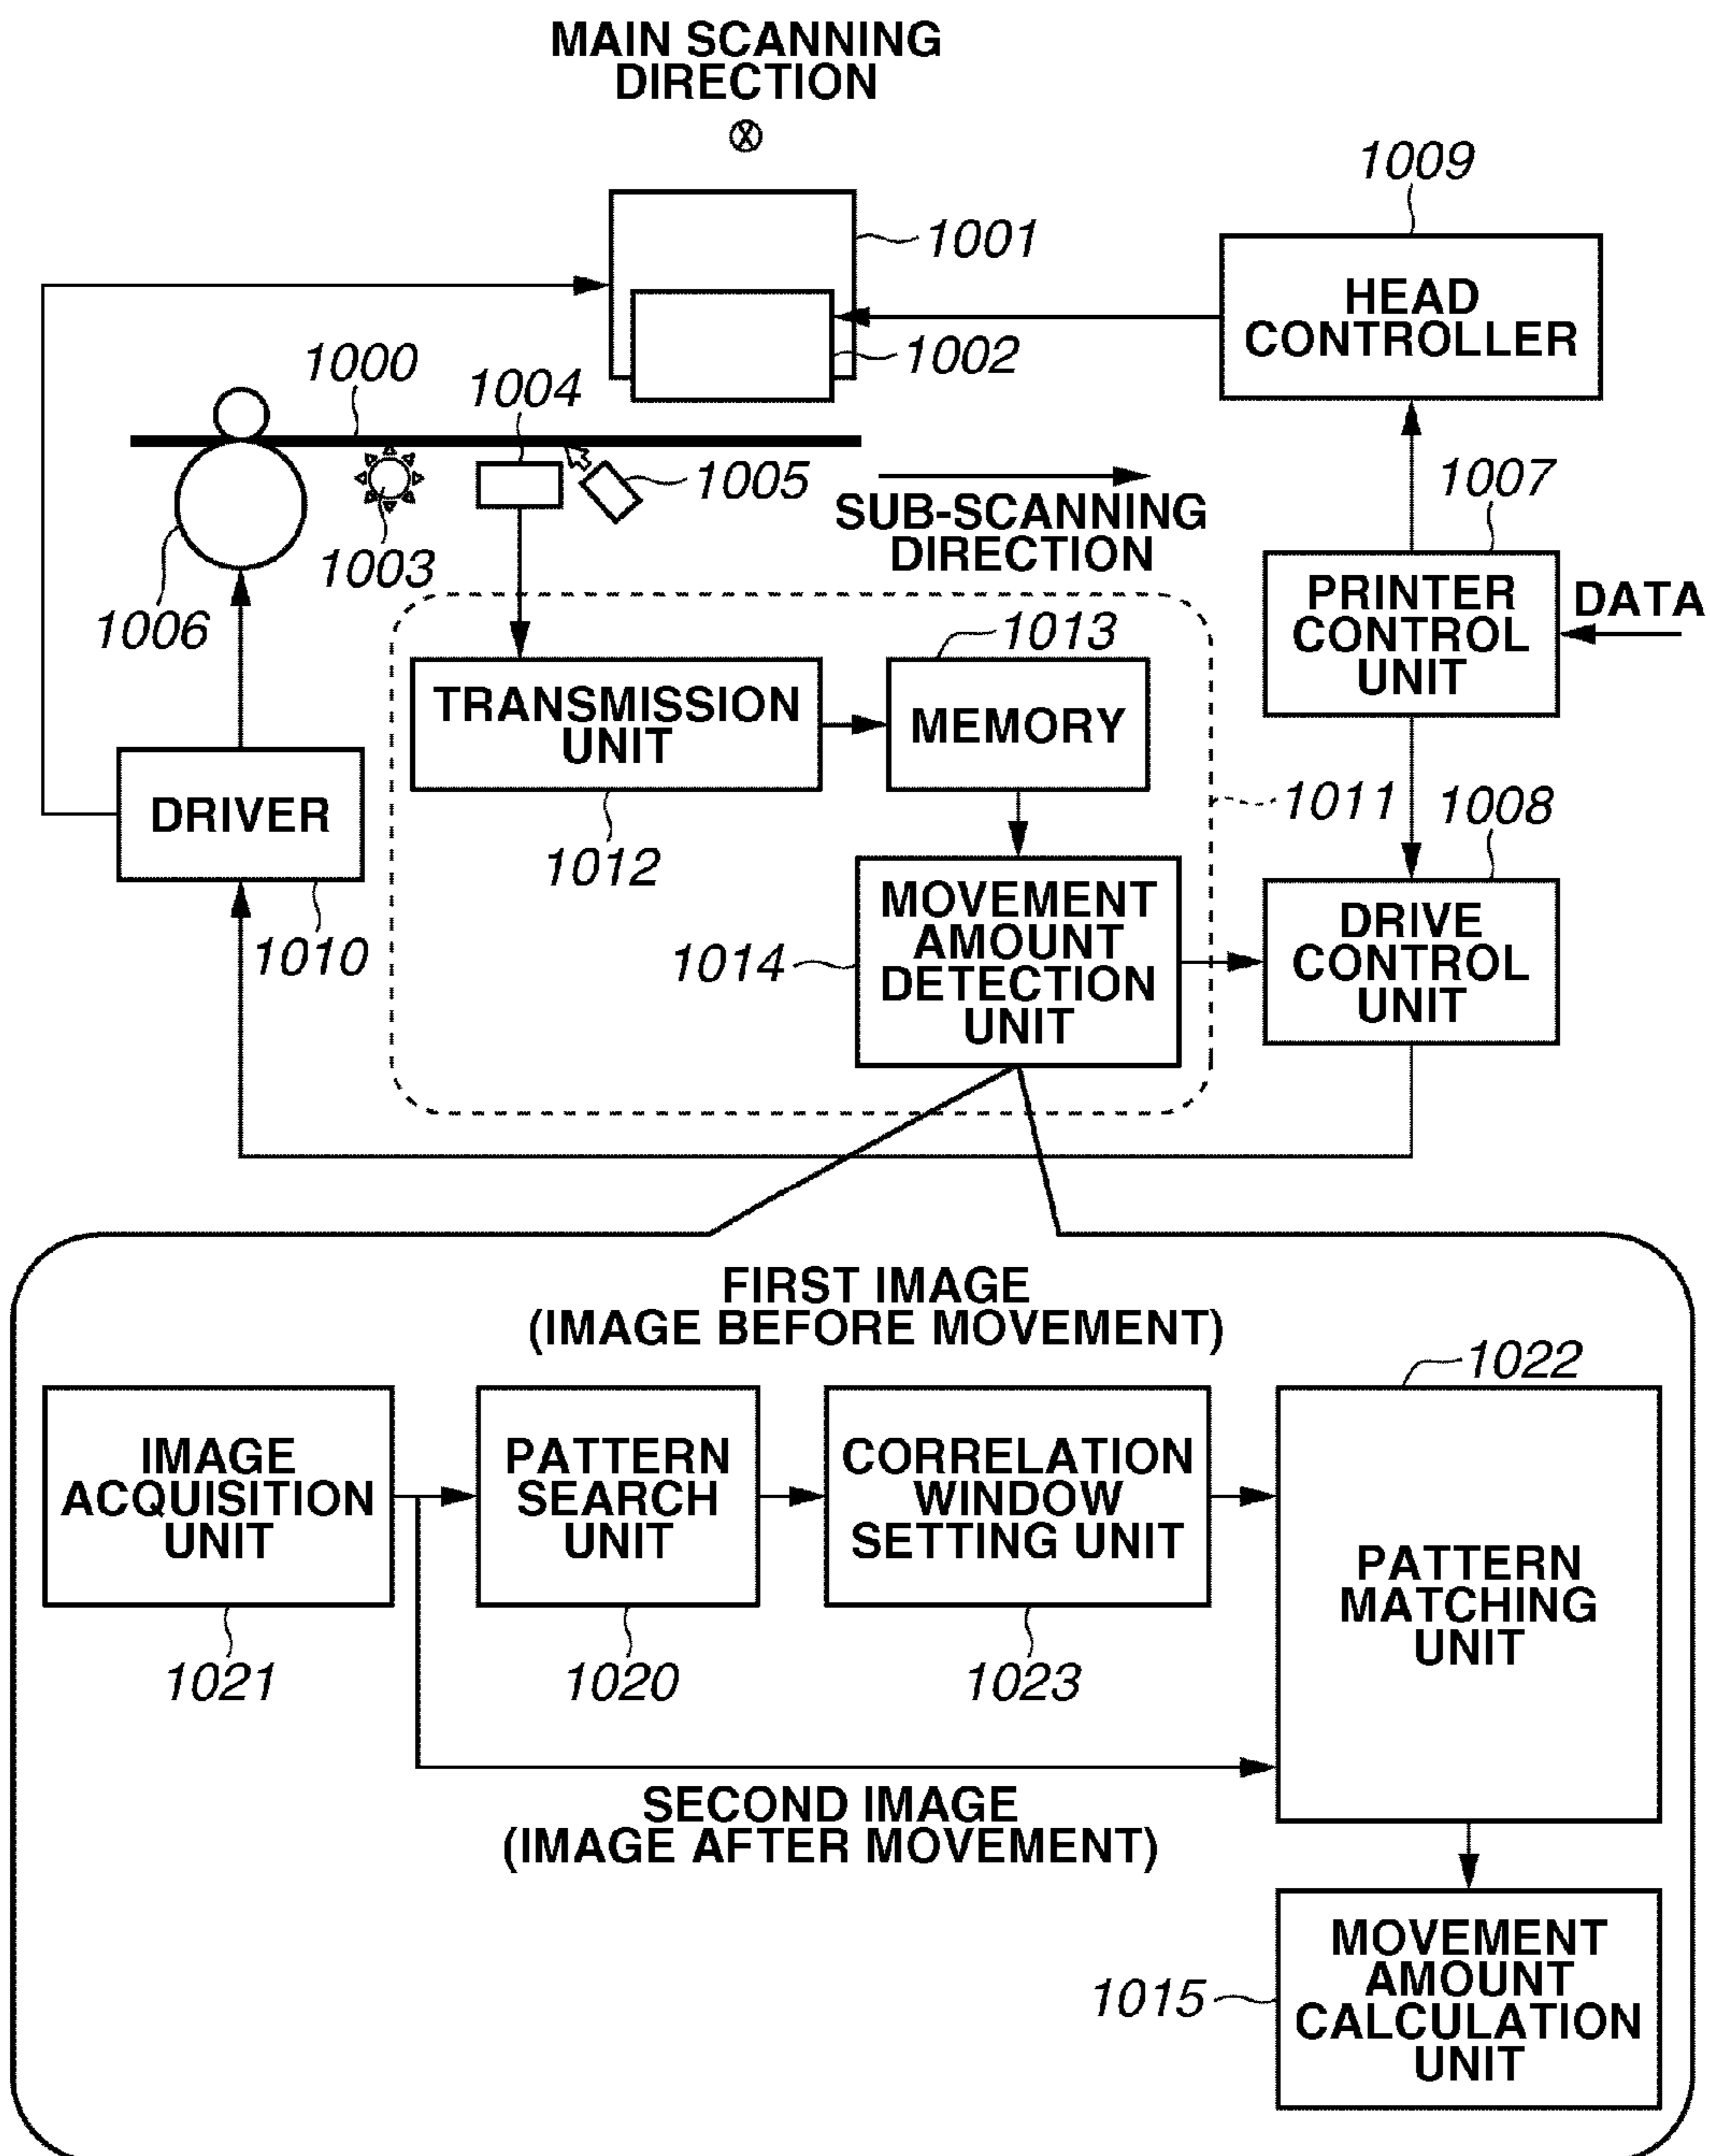 MAIN SCANNING
DIRECTION
1009
1001
HEAD
CONTROLLER
1002
1000
1004
1005
1007
SUB-SCANNING
DIRECTION
1003
1006
PRINTER
CONTROL
UNIT
DATA
1013
TRANSMISSION
UNIT
MEMORY
DRIVER
1011
1008
1012
1010
MOVEMENT
AMOUNT
DETECTION
UNIT
1014
DRIVE
CONTROL
UNIT
FIRST IMAGE
(IMAGE BEFORE MOVEMENT)
1022
IMAGE
ACQUISITION
UNIT
PATTERN
SEARCH
UNIT
CORRELATION
WINDOW
SETTING UNIT
PATTERN
MATCHING
UNIT
1021
1020
1023
SECOND IMAGE
(IMAGE AFTER MOVEMENT)
1015
MOVEMENT
AMOUNT
CALCULATION
UNIT